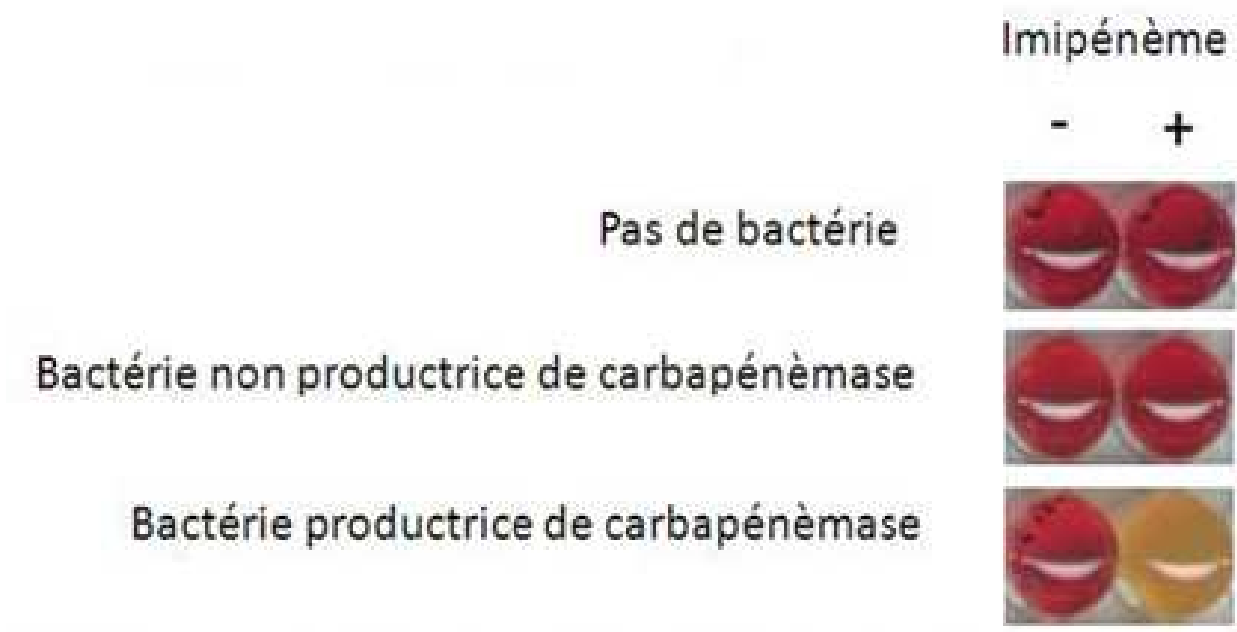 Imipénème
- +
Pas de bactérie
Bactérie non productrice de carbapénèmase
Bactérie productrice de carbapénèmase